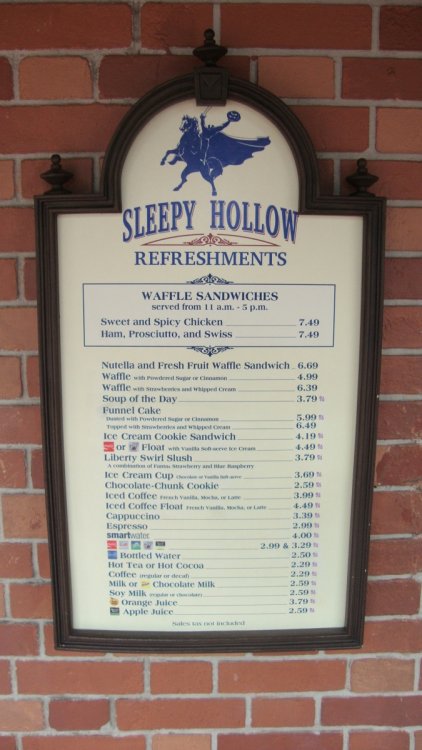 SLEEPY HOLLOW
REFRESHMENTS
WAFFLE SANDWICHES
served from 11 a.m. - 5 p.m.
Sweet and Spicy Chicken 7.49
Ham, Prosciutto, and Swiss 7.49
Nutella and Fresh Fruit Waffle Sandwich 6.69
Waffle with Powdered Sugar or Cinnamon 4.99
Waffle with Strawberries and Whipped Cream 6.39
Soup of the Day 3.79
Funnel Cake
Dusted with Powdered Sugar or Cinnamon 5.99
Topped with Strawberries and Whipped Cream 6.49
Ice Cream Cookie Sandwich 4.19
or Float with Vanilla Soft-serve Ice Cream 4.49
Liberty Swirl Slush 3.79
A combination of Fanta Strawberry and Blue Raspberry
Ice Cream Cup Chocolate or Vanilla Soft-serve 3.69
Chocolate-Chunk Cookie 2.59
Iced Coffee French Vanilla, Mocha, or Latte 3.99
Iced Coffee Float French Vanilla, Mocha, or Latte 4.49
Cappuccino 3.39
Espresso 2.99
smartwater 4.00
2.99 & 3.29
Bottled Water 2.50
Hot Tea or Hot Cocoa 2.29
Coffee (regular or decaf) 2.29
Milk or Chocolate Milk 2.59
Soy Milk (regular or chocolate) 2.59
Orange Juice 3.79
Apple Juice 2.59
Sales tax not included